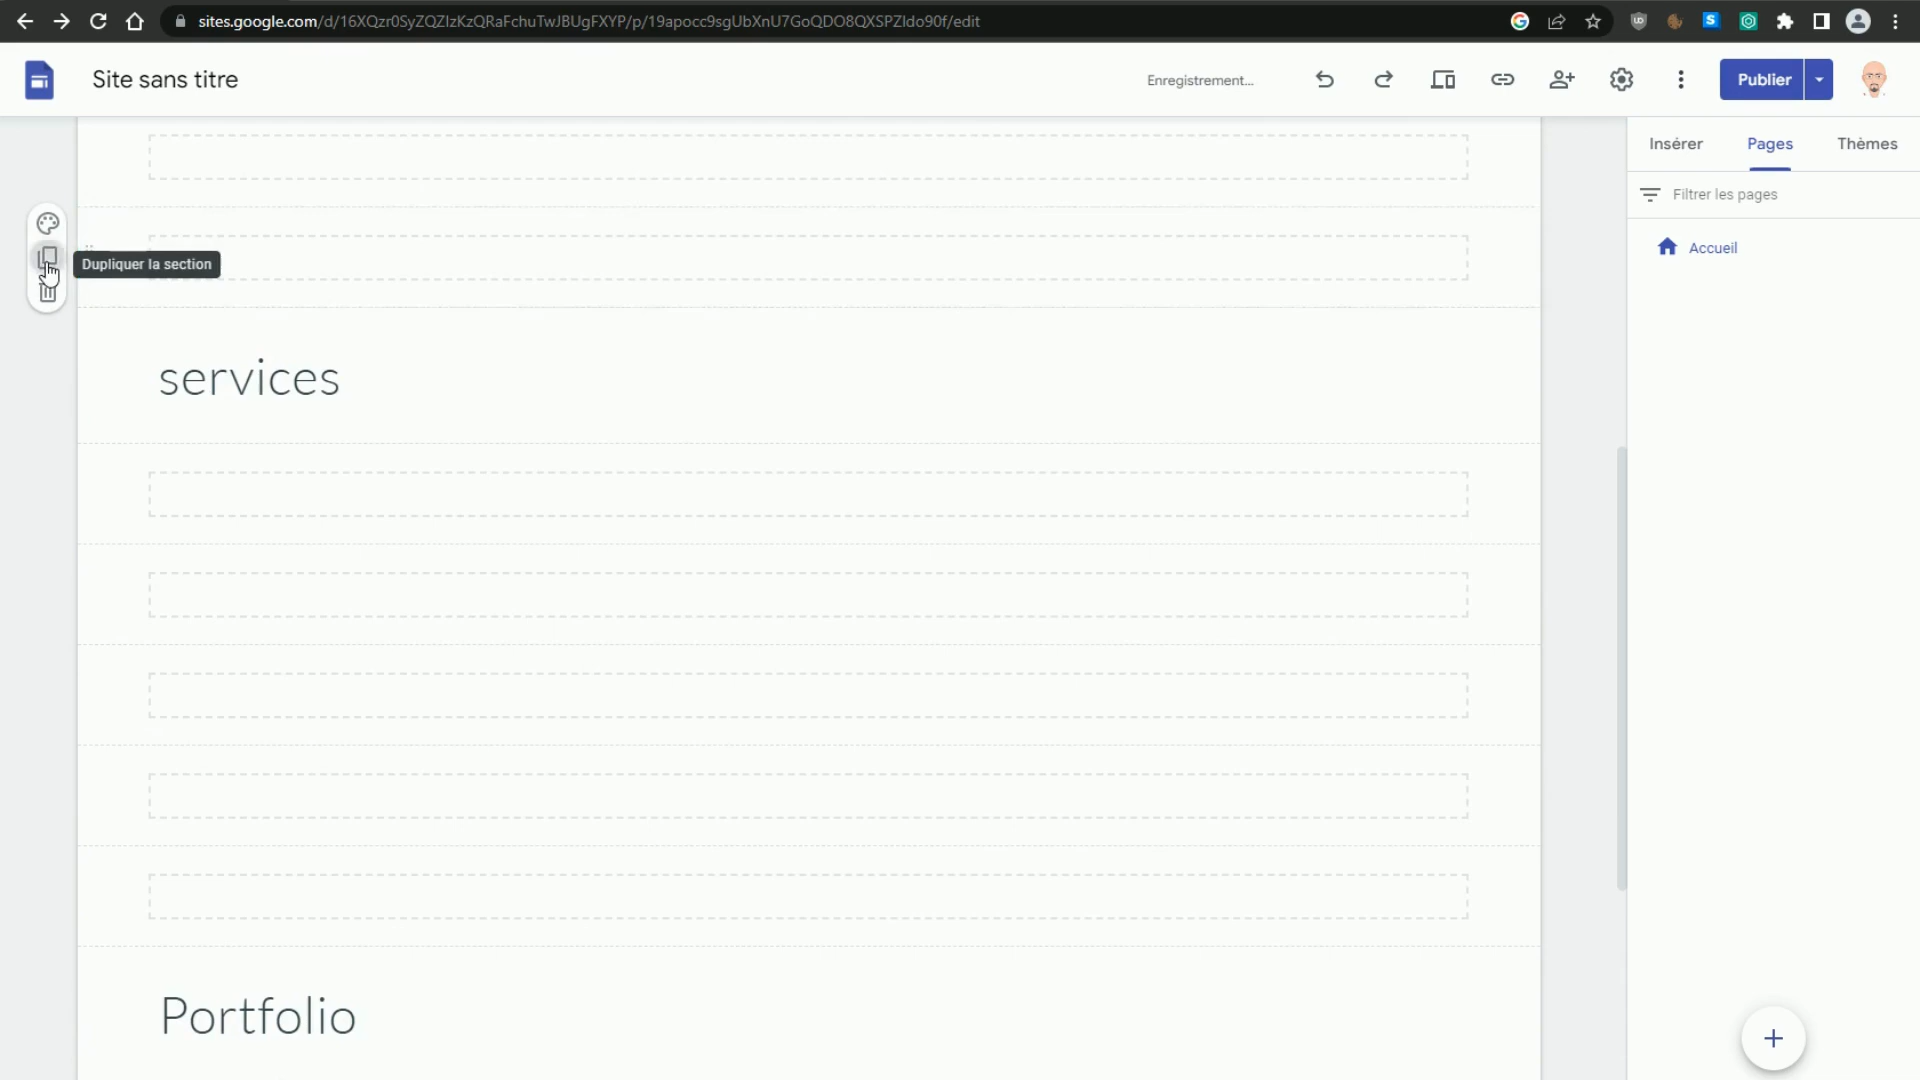 sites.google.com/d/16XQzr0SyZQZIzKzQRaFchuTwJBUgFXYP/p/19apocc9sgUbXnU7GoQDO8QXSPZIdo90f/edit
Site sans titre
Enregistrement...
Publier
Insérer Pages Thèmes
Filtrer les pages
Accueil
Dupliquer la section
services
Portfolio